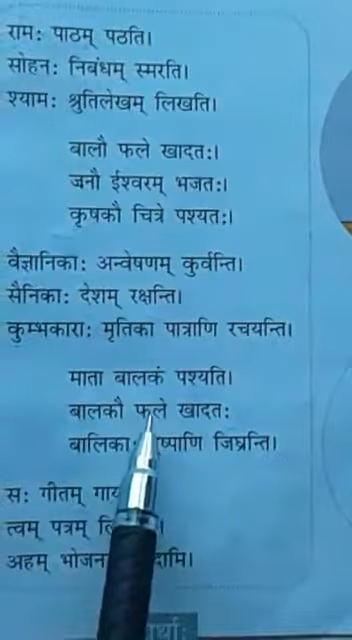 रामः पाठम् पठति।
सोहनः निबंधम् स्मरति।
श्यामः श्रुतिलेखम् लिखति।
बालौ फले खादतः।
जनौ ईश्वरम् भजतः।
कृषकौ चित्रे पश्यतः।
वैज्ञानिकाः अन्वेषणम् कुर्वन्ति।
सैनिकाः देशम् रक्षन्ति।
कुम्भकाराः मृतिका पात्राणि रचयन्ति।
माता बालकं पश्यति।
बालकौ फले खादतः
बालिकाः जिघ्रन्ति।
सः गीतम्
त्वम् पत्रम्
अहम्